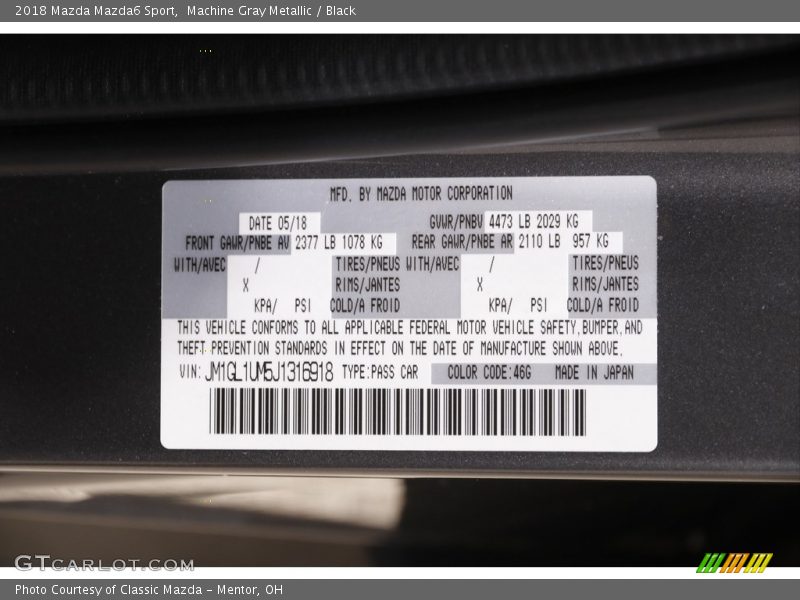 2018 Mazda Mazda6 Sport,  Machine Gray Metallic / Black
MFD. BY MAZDA MOTOR CORPORATION
DATE 05/18 GVWR/PNBV 4473 LB 2029 KG
FRONT GAWR/PNBE AV 2377 LB 1078 KG REAR GAWR/PNBE AR 2110 LB 957 KG
WITH/AVEC / TIRES/PNEUS WITH/AVEC / TIRES/PNEUS
X RIMS/JANTES X RIMS/JANTES
KPA/ PSI COLD/A FROID KPA/ PSI COLD/A FROID
THIS VEHICLE CONFORMS TO ALL APPLICABLE FEDERAL MOTOR VEHICLE SAFETY,BUMPER,AND
THEFT PREVENTION STANDARDS IN EFFECT ON THE DATE OF MANUFACTURE SHOWN ABOVE.
VIN: JM1GL1UM5J1316918 TYPE:PASS CAR COLOR CODE:46G MADE IN JAPAN
GTCARLOT.COM
Photo Courtesy of Classic Mazda - Mentor, OH